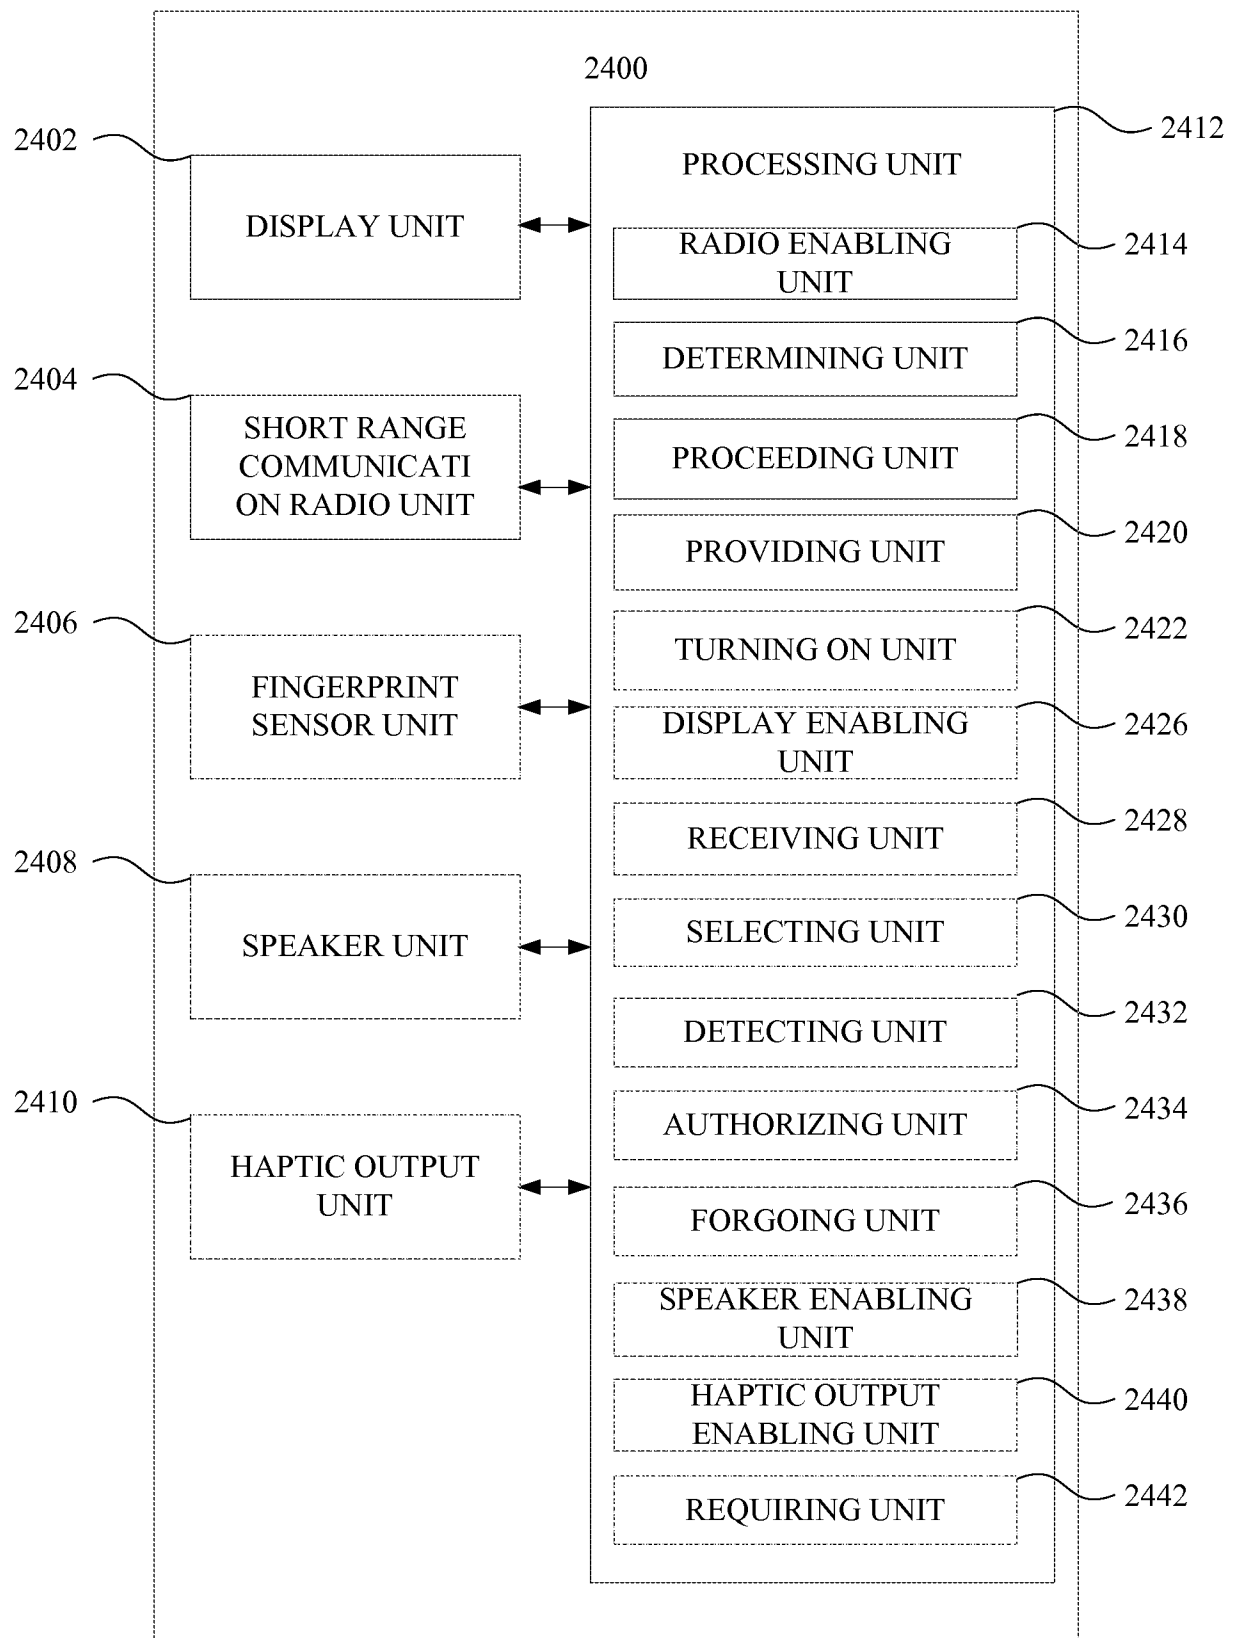 2400
2402
DISPLAY UNIT
2404
SHORT RANGE
COMMUNICATI
ON RADIO UNIT
2406
FINGERPRINT
SENSOR UNIT
2408
SPEAKER UNIT
2410
HAPTIC OUTPUT
UNIT
2412
PROCESSING UNIT
RADIO ENABLING
UNIT
2414
DETERMINING UNIT
2416
PROCEEDING UNIT
2418
PROVIDING UNIT
2420
TURNING ON UNIT
2422
DISPLAY ENABLING
UNIT
2426
RECEIVING UNIT
2428
SELECTING UNIT
2430
DETECTING UNIT
2432
AUTHORIZING UNIT
2434
FORGOING UNIT
2436
SPEAKER ENABLING
UNIT
2438
HAPTIC OUTPUT
ENABLING UNIT
2440
REQUIRING UNIT
2442